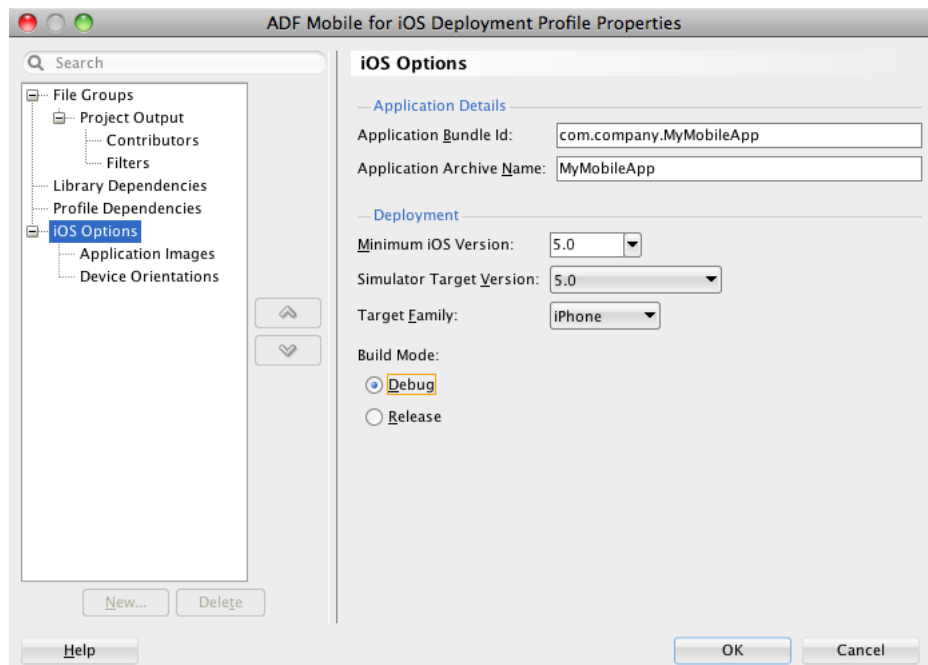 ADF Mobile for iOS Deployment Profile Properties
Search
File Groups
Project Output
Contributors
Filters
Library Dependencies
Profile Dependencies
iOS Options
Application Images
Device Orientations
New...
Delete
iOS Options
Application Details
Application Bundle Id: com.company.MyMobileApp
Application Archive Name: MyMobileApp
Deployment
Minimum iOS Version: 5.0
Simulator Target Version: 5.0
Target Family: iPhone
Build Mode:
Debug
Release
Help
OK
Cancel